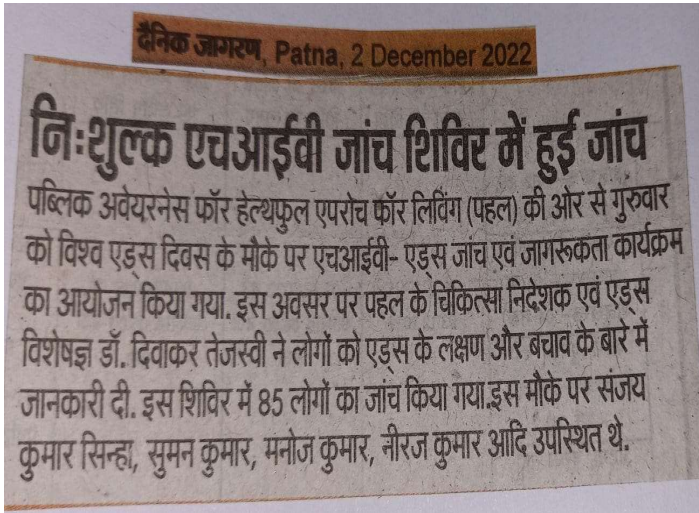 दैनिक जागरण, Patna, 2 December 2022
निःशुल्क एचआईवी जांच शिविर में हुई जांच
पब्लिक अवेयरनेस फॉर हेल्थफुल एपरोच फॉर लिविंग (पहल) की ओर से गुरुवार
को विश्व एड्स दिवस के मौके पर एचआईवी- एड्स जांच एवं जागरूकता कार्यक्रम
का आयोजन किया गया. इस अवसर पर पहल के चिकित्सा निदेशक एवं एड्स
विशेषज्ञ डॉ. दिवाकर तेजस्वी ने लोगों को एड्स के लक्षण और बचाव के बारे में
जानकारी दी. इस शिविर में 85 लोगों का जांच किया गया.इस मौके पर संजय
कुमार सिन्हा, सुमन कुमार, मनोज कुमार, नीरज कुमार आदि उपस्थित थे.